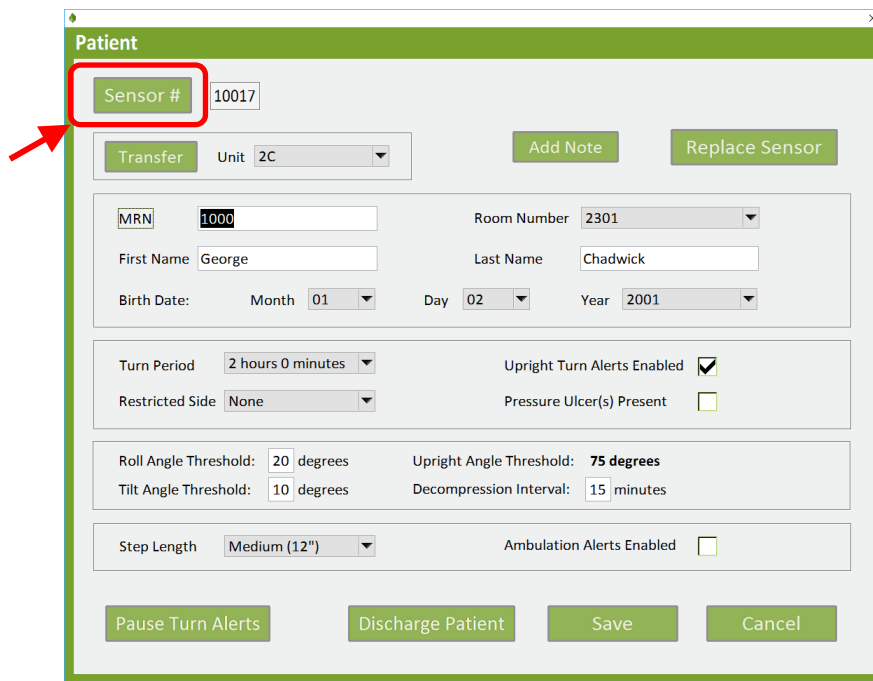 Patient
Sensor # 10017
Transfer Unit 2C Add Note Replace Sensor
MRN 1000 Room Number 2301
First Name George Last Name Chadwick
Birth Date: Month 01 Day 02 Year 2001
Turn Period 2 hours 0 minutes Upright Turn Alerts Enabled
Restricted Side None Pressure Ulcer(s) Present
Roll Angle Threshold: 20 degrees Upright Angle Threshold: 75 degrees
Tilt Angle Threshold: 10 degrees Decompression Interval: 15 minutes
Step Length Medium (12") Ambulation Alerts Enabled
Pause Turn Alerts Discharge Patient Save Cancel